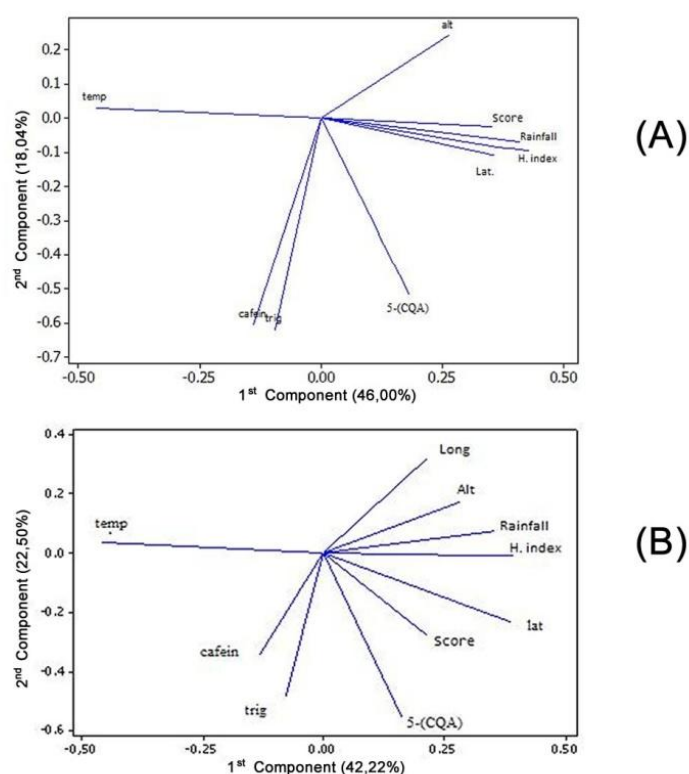 alt
0.2
0.1
temp
0.0
Score
Rainfall
-0.1
H. index
Lat.
-0.2
-0.3
-0.4
-0.5
cafein
trig
5-(CQA)
-0.6
-0.7
-0.50
-0.25
0.00
0.25
0.50
2nd Component (18,04%)
1st Component (46,00%)
(A)
0.4
Long
0.2
Alt
temp
Rainfall
0.0
H. index
-0.2
lat
Score
cafein
-0.4
trig
5-(CQA)
-0.6
-0,50
-0,25
0.00
0.25
0.50
2nd Component (22,50%)
1st Component (42,22%)
(B)